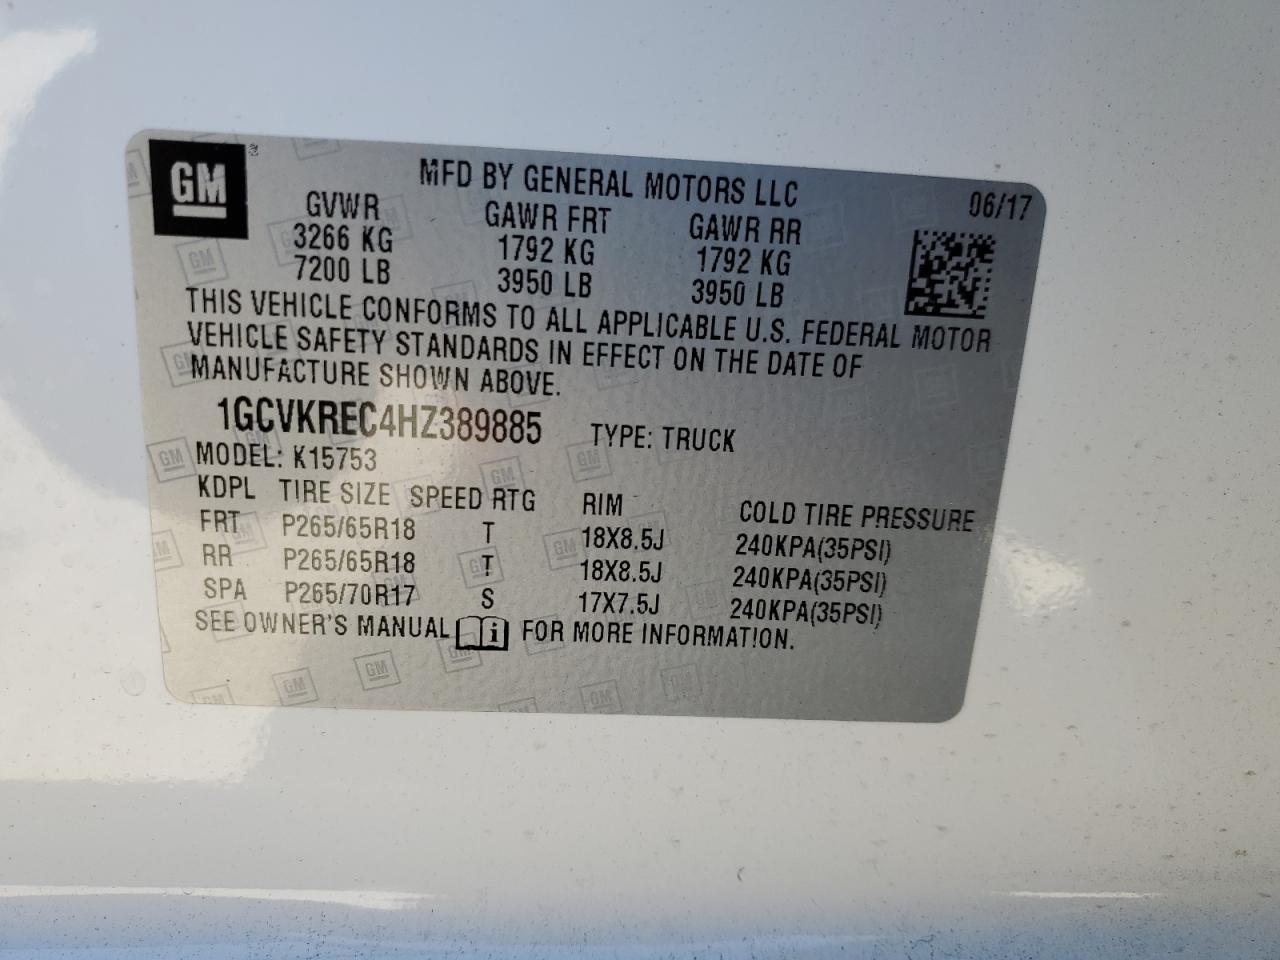 GM
MFD BY GENERAL MOTORS LLC 06/17
GVWR GAWR FRT GAWR RR
3266 KG 1792 KG 1792 KG
7200 LB 3950 LB 3950 LB
THIS VEHICLE CONFORMS TO ALL APPLICABLE U.S. FEDERAL MOTOR
VEHICLE SAFETY STANDARDS IN EFFECT ON THE DATE OF
MANUFACTURE SHOWN ABOVE.
1GCVKREC4HZ389885 TYPE: TRUCK
MODEL: K15753
KDPL TIRE SIZE SPEED RTG RIM COLD TIRE PRESSURE
FRT P265/65R18 T 18X8.5J 240KPA(35PSI)
RR P265/65R18 T 18X8.5J 240KPA(35PSI)
SPA P265/70R17 S 17X7.5J 240KPA(35PSI)
SEE OWNER'S MANUAL i FOR MORE INFORMATION.